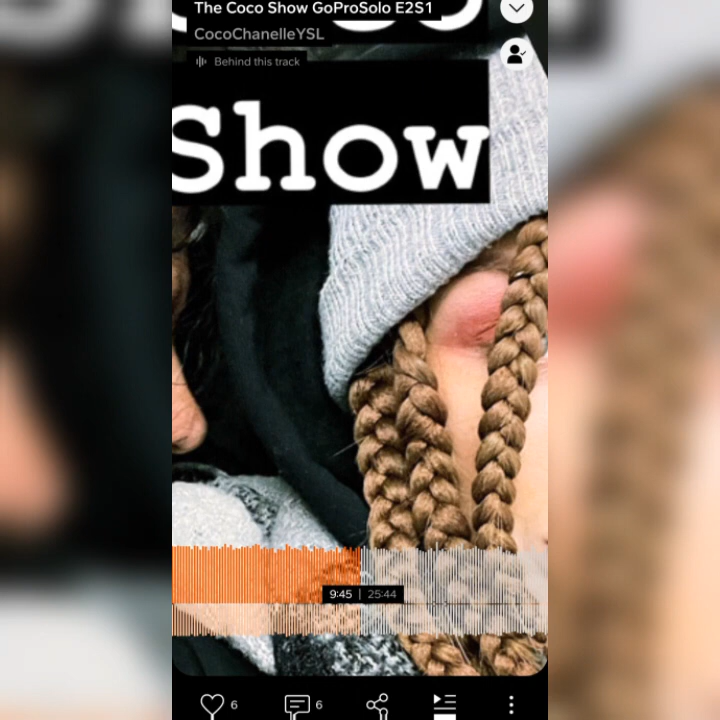 The Coco Show GoProSolo E2S1
CocoChanelleYSL
Behind this track
Show
9:45 | 25:44
6 6